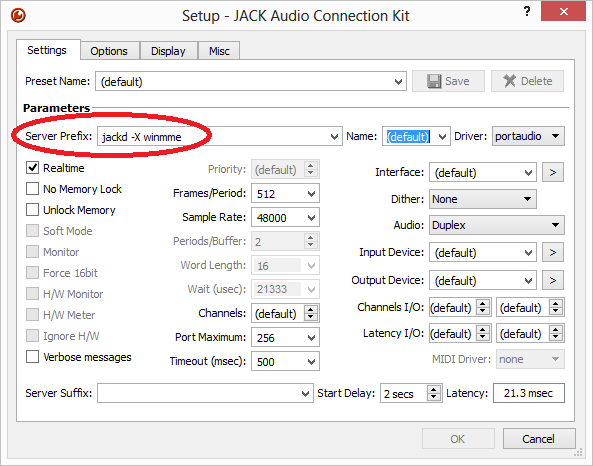 Setup - JACK Audio Connection Kit ? X
Settings Options Display Misc
Preset Name: (default) Save Delete
Parameters
Server Prefix: jackd -X winmme Name: (default) Driver: portaudio
Realtime Priority: (default) Interface: (default) >
No Memory Lock Frames/Period: 512 Dither: None
Unlock Memory Sample Rate: 48000 Audio: Duplex
Soft Mode Periods/Buffer: 2 Input Device: (default) >
Monitor Word Length: 16 Output Device: (default) >
Force 16bit Wait (usec): 21333
H/W Monitor Channels: (default) Channels I/O: (default) (default)
H/W Meter Port Maximum: 256 Latency I/O: (default) (default)
Ignore H/W Timeout (msec): 500 MIDI Driver: none
Verbose messages
Server Suffix: Start Delay: 2 secs Latency: 21.3 msec
OK Cancel